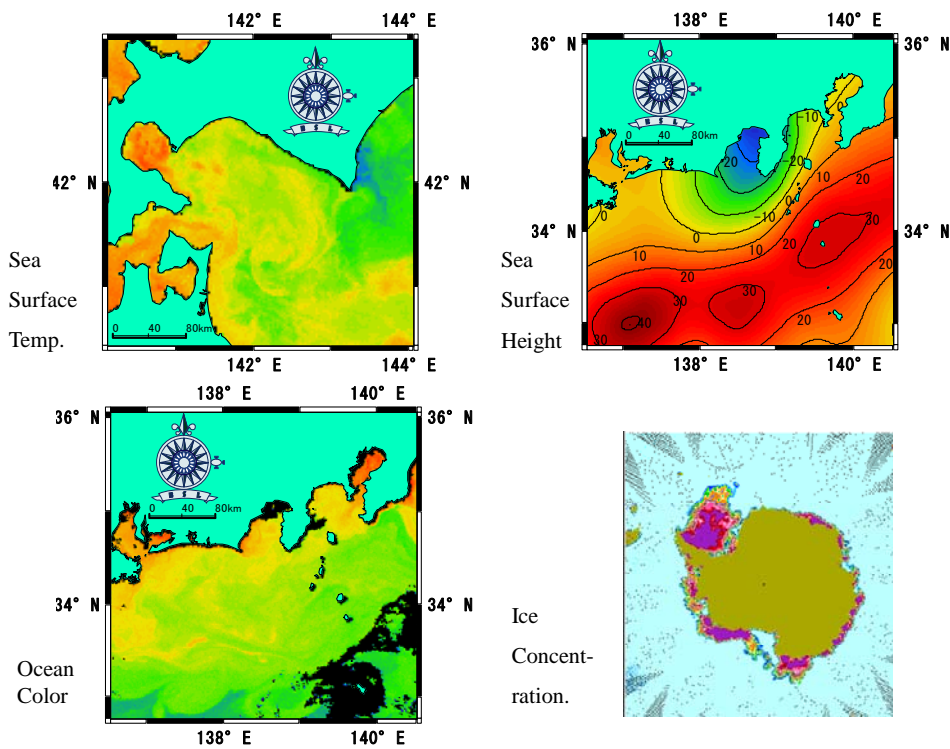 142° E
144° E
42° N
0 40 80km
142° E
144° E
Sea
Surface
Temp.
138° E
140° E
36° N
36° N
0 40 80km
-10
20
-20
10
20
0
-10
30
0
0
34° N
34° N
20
10
10
20
30
20
30
30
40
20
30
138° E
140° E
Sea
Surface
Height
138° E
140° E
36° N
36° N
H S L
0 40 80km
34° N
34° N
138° E
140° E
Ocean
Color
Ice
Concent-
ration.